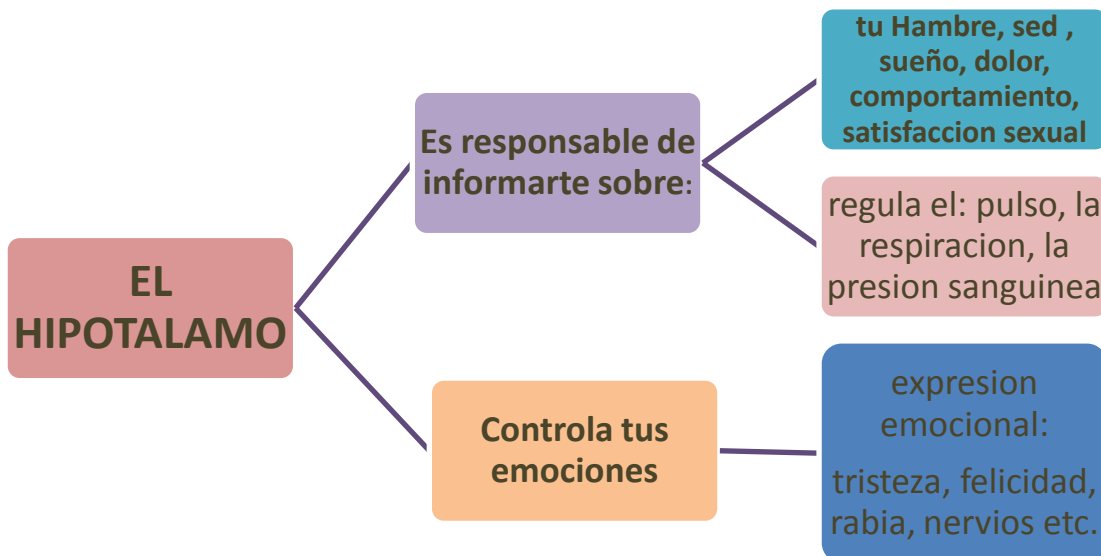 EL
HIPOTALAMO
Es responsable de
informarte sobre:
tu Hambre, sed ,
sueño, dolor,
comportamiento,
satisfaccion sexual
regula el: pulso, la
respiracion, la
presion sanguinea
Controla tus
emociones
expresion
emocional:
tristeza, felicidad,
rabia, nervios etc.